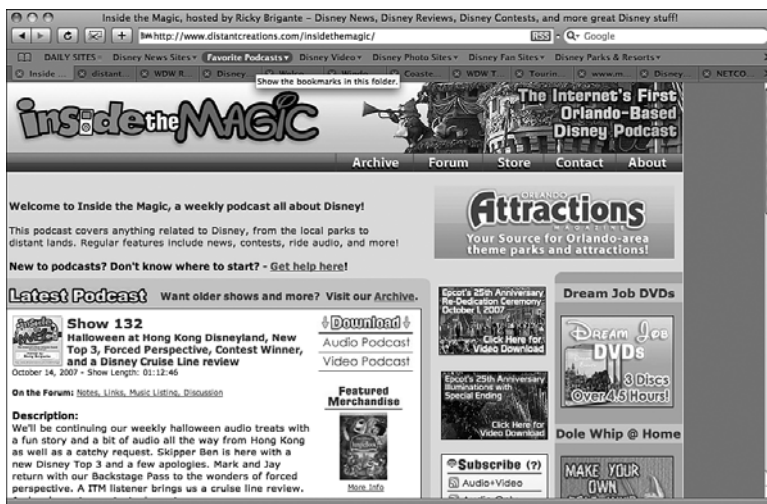 Inside the Magic, hosted by Ricky Brigante – Disney News, Disney Reviews, Disney Contests, and more great Disney stuff!
http://www.distantcreations.com/insidethemagic/
RSS
Google
DAILY SITES
Disney News Sites
Favorite Podcasts
Disney Video
Disney Photo Sites
Disney Fan Sites
Disney Parks & Resorts
Inside ...
distant...
WDW R...
Disney...
Coaste...
WDW T...
Tourin...
www.m...
Disney...
NETCO...
Show the bookmarks in this folder.
inside the MAGIC
The Internet's First
Orlando-Based
Disney Podcast
Archive Forum Store Contact About
Welcome to Inside the Magic, a weekly podcast all about Disney!
This podcast covers anything related to Disney, from the local parks to
distant lands. Regular features include news, contests, ride audio, and more!
New to podcasts? Don't know where to start? - Get help here!
ORLANDO
Attractions
MAGAZINE
Your Source for Orlando-area
theme parks and attractions!
Latest Podcast
Want older shows and more? Visit our Archive.
Show 132
Halloween at Hong Kong Disneyland, New
Top 3, Forced Perspective, Contest Winner,
and a Disney Cruise Line review
October 14, 2007 - Show Length: 01:12:46
On the Forum: Notes, Links, Music Listing, Discussion
Description:
We'll be continuing our weekly halloween audio treats with
a fun story and a bit of audio all the way from Hong Kong
as well as a catchy request. Skipper Ben is here with a
new Disney Top 3 and a few apologies. Mark and Jay
return with our Backstage Pass to the wonders of forced
perspective. A ITM listener brings us a cruise line review.
Download
Audio Podcast
Video Podcast
Featured
Merchandise
More Info
Epcot's 25th Anniversary
Re-Dedication Ceremony
October 1, 2007
Click Here for
Video Download
Epcot's 25th Anniversary
Illuminations with
Special Ending
Click Here for
Video Download
Subscribe (?)
Audio+Video
Dream Job DVDs
DREAM JOB
DVDs
3 Discs
Over 4.5 Hours!
Dole Whip @ Home
MAKE YOUR
OWN